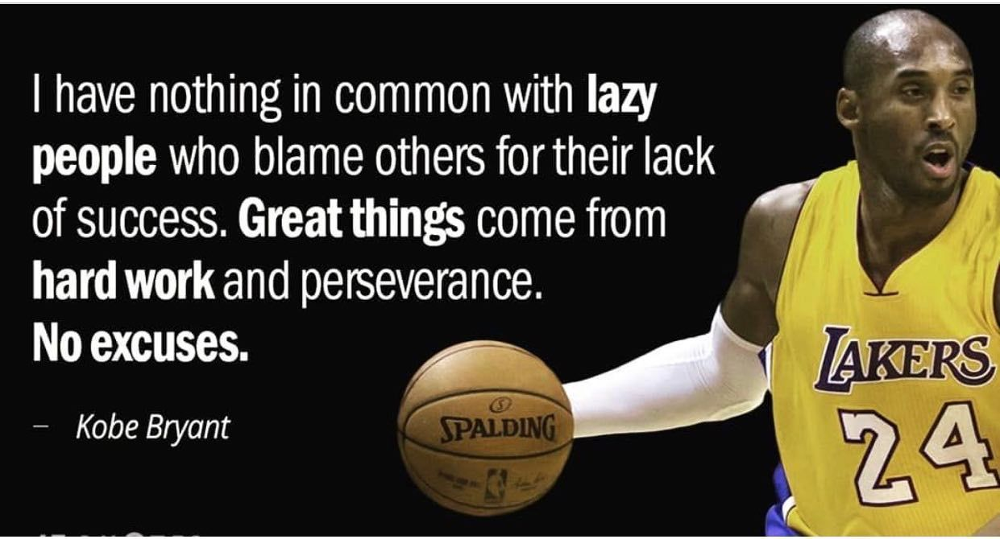 I have nothing in common with lazy
people who blame others for their lack
of success. Great things come from
hard work and perseverance.
No excuses.
– Kobe Bryant
SPALDING
LAKERS
24